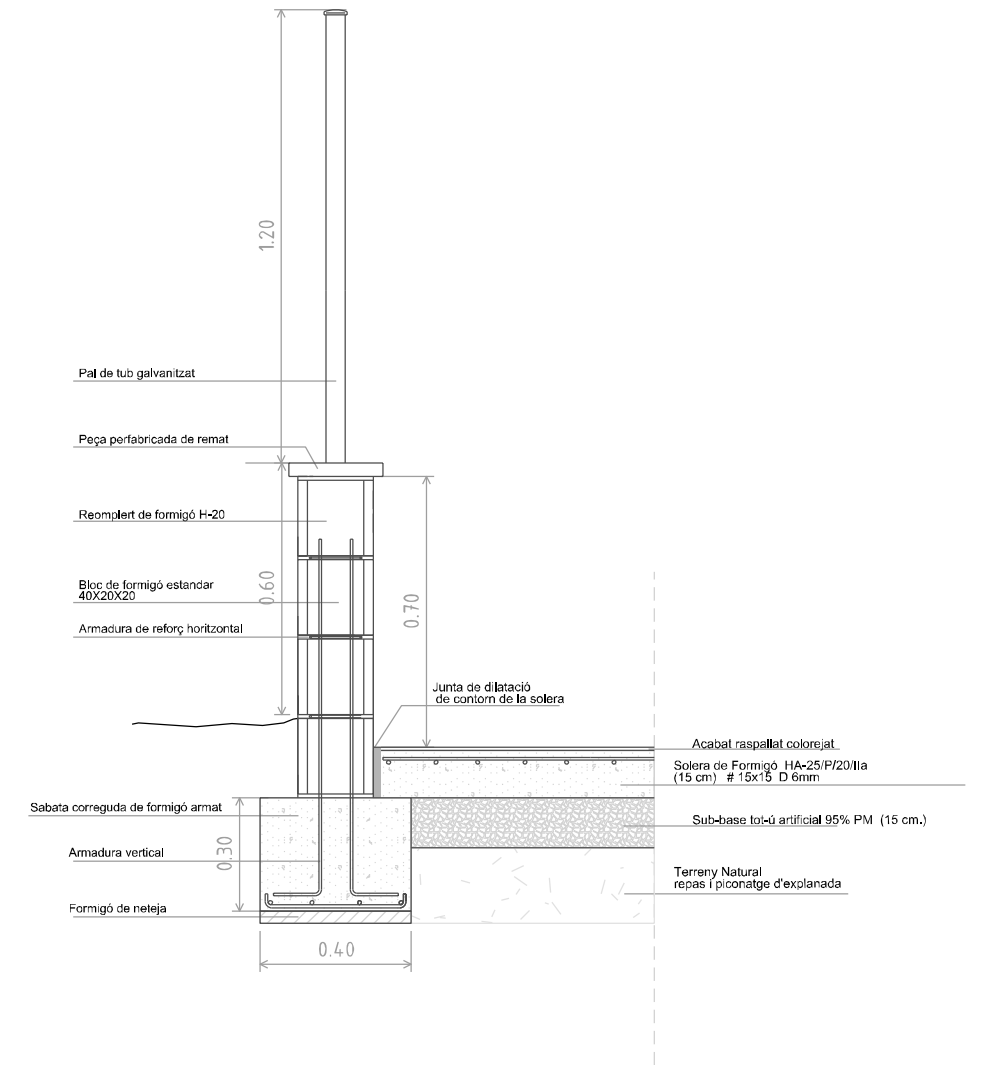 1.20
Pal de tub galvanitzat
Peça perfabricada de remat
Reomplert de formigó H-20
Bloc de formigó estandar
40X20X20
0.60
0.70
Armadura de reforç horitzontal
Junta de dilatació
de contorn de la solera
Acabat raspallat colorejat
Solera de Formigó HA-25/P/20/IIa
(15 cm) # 15x15 D 6mm
Sabata correguda de formigó armat
Sub-base tot-ú artificial 95% PM (15 cm.)
0.30
Armadura vertical
Terreny Natural
repas i piconatge d'explanada
Formigó de neteja
0.40